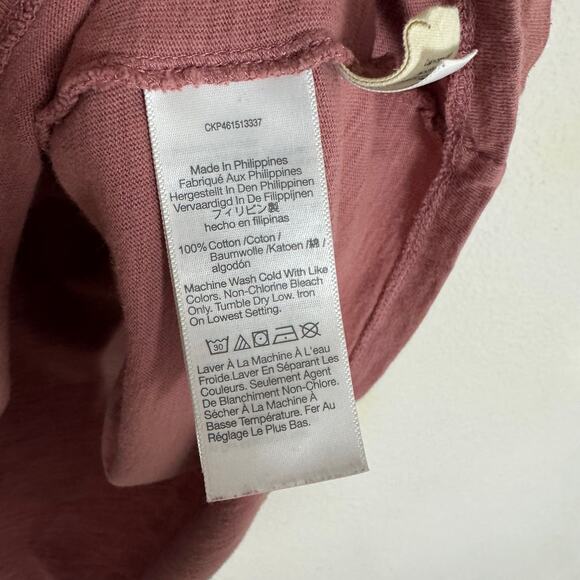 CKP461513337
Made In Philippines
Fabriqué Aux Philippines
Hergestellt In Den Philippinen
Vervaardigd In De Filippijnen
フィリピン製
hecho en filipinas
100% Cotton /Coton /
Baumwolle /Katoen /綿 /
algodón
Machine Wash Cold With Like
Colors. Non-Chlorine Bleach
Only. Tumble Dry Low. Iron
On Lowest Setting.
30
Laver À La Machine À L'eau
Froide.Laver En Séparant Les
Couleurs. Seulement Agent
De Blanchiment Non-Chlore.
Sécher À La Machine À
Basse Température. Fer Au
Réglage Le Plus Bas.